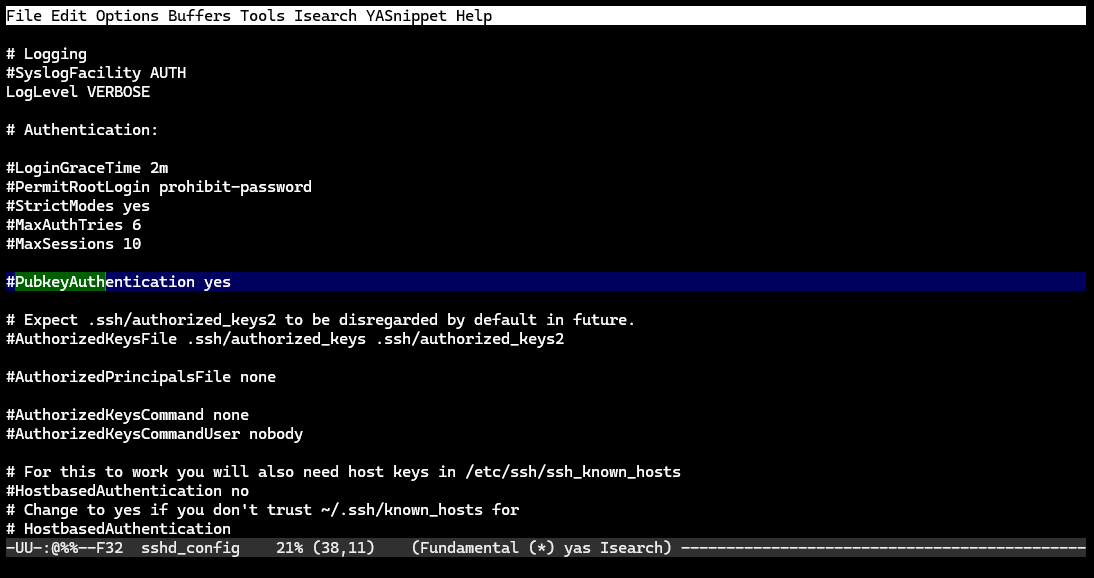 File Edit Options Buffers Tools Isearch YASnippet Help
# Logging
#SyslogFacility AUTH
LogLevel VERBOSE
# Authentication:
#LoginGraceTime 2m
#PermitRootLogin prohibit-password
#StrictModes yes
#MaxAuthTries 6
#MaxSessions 10
#PubkeyAuthentication yes
# Expect .ssh/authorized_keys2 to be disregarded by default in future.
#AuthorizedKeysFile .ssh/authorized_keys .ssh/authorized_keys2
#AuthorizedPrincipalsFile none
#AuthorizedKeysCommand none
#AuthorizedKeysCommandUser nobody
# For this to work you will also need host keys in /etc/ssh/ssh_known_hosts
#HostbasedAuthentication no
# Change to yes if you don't trust ~/.ssh/known_hosts for
# HostbasedAuthentication
-UU-:@%%--F32  sshd_config    21% (38,11)    (Fundamental (*) yas Isearch) ---------------------------------------------